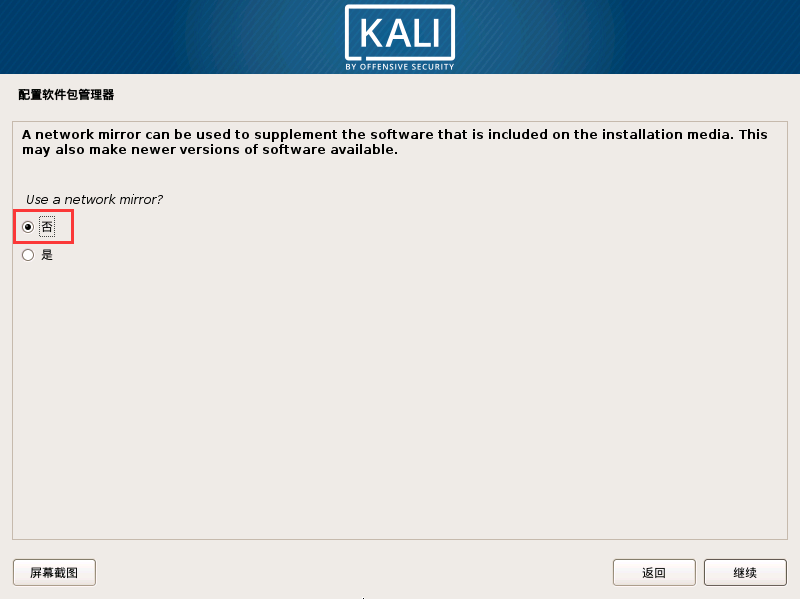 KALI
BY OFFENSIVE SECURITY
配置软件包管理器
A network mirror can be used to supplement the software that is included on the installation media. This
may also make newer versions of software available.
Use a network mirror?
否
是
屏幕截图
返回
继续